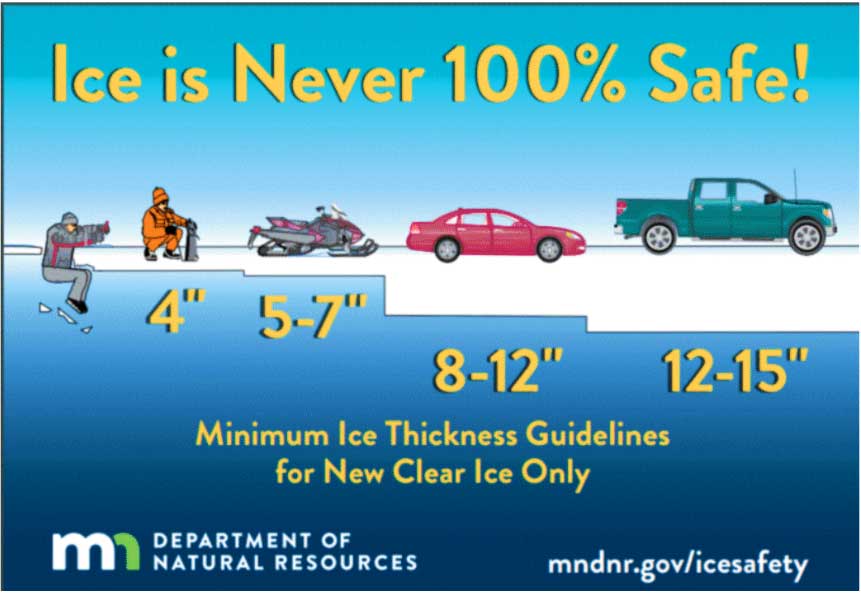 Ice is Never 100% Safe!
4"
5-7"
8-12"
12-15"
Minimum Ice Thickness Guidelines
for New Clear Ice Only
mn DEPARTMENT OF
NATURAL RESOURCES
mndnr.gov/icesafety